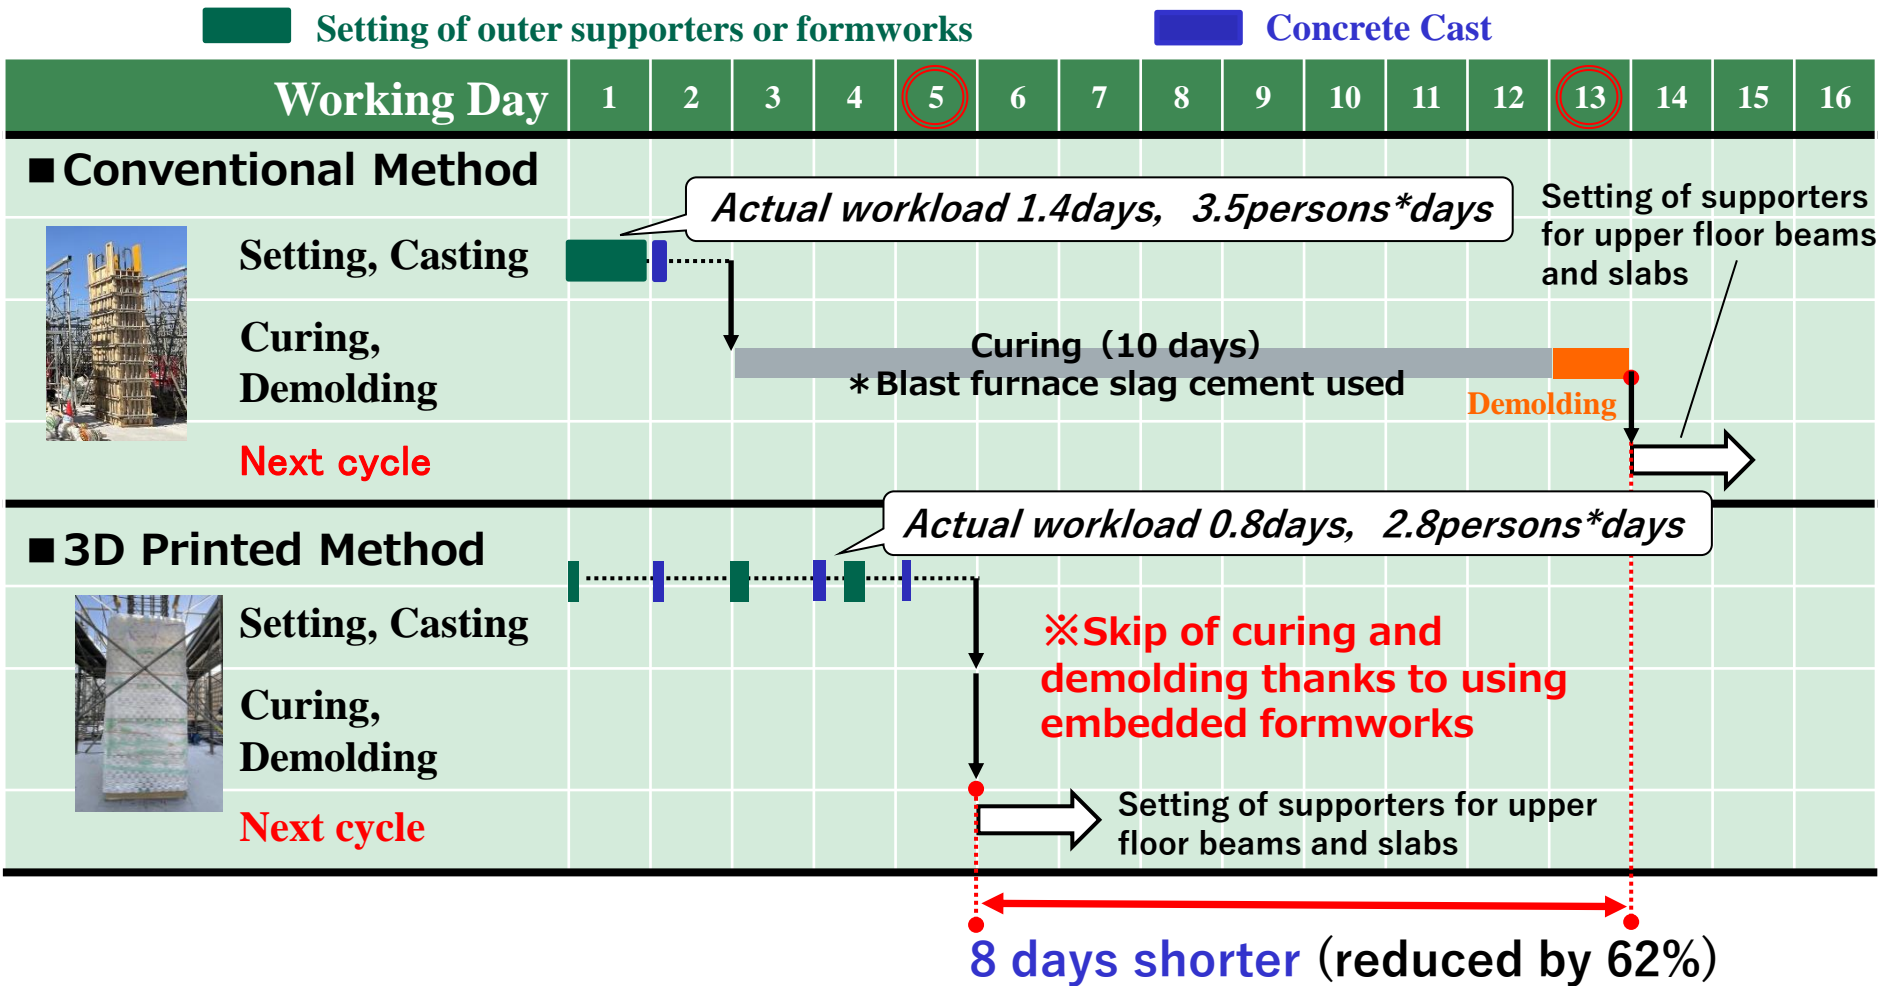 Setting of outer supporters or formworks
Concrete Cast
Working Day 1 2 3 4 5 6 7 8 9 10 11 12 13 14 15 16
■Conventional Method
Actual workload 1.4days, 3.5persons*days
Setting of supporters
for upper floor beams
and slabs
Setting, Casting
Curing,
Demolding
Curing（10 days）
＊Blast furnace slag cement used
Demolding
Next cycle
■3D Printed Method
Actual workload 0.8days, 2.8persons*days
Setting, Casting
※Skip of curing and
demolding thanks to using
embedded formworks
Curing,
Demolding
Next cycle
Setting of supporters for upper
floor beams and slabs
8 days shorter (reduced by 62%)